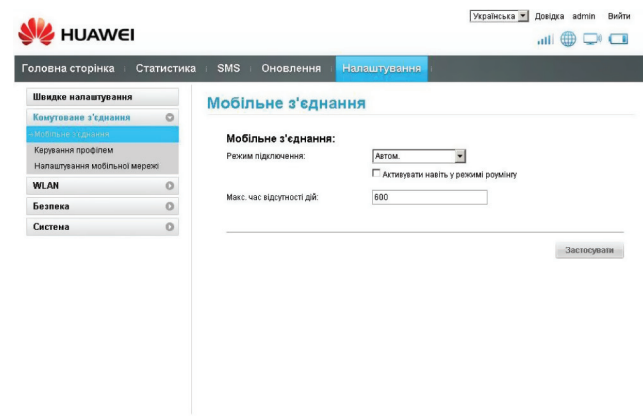 Українська Довідка admin Вийти
HUAWEI
Головна сторінка Статистика SMS Оновлення Налаштування
Швидке налаштування
Комутоване з'єднання
Мобільне з'єднання
Керування профілем
Налаштування мобільної мережі
WLAN
Безпека
Система
Мобільне з'єднання
Мобільне з'єднання:
Режим підключення: Автом.
Активувати навіть у режимі роумінгу
Макс. час відсутності дій: 600
Застосувати